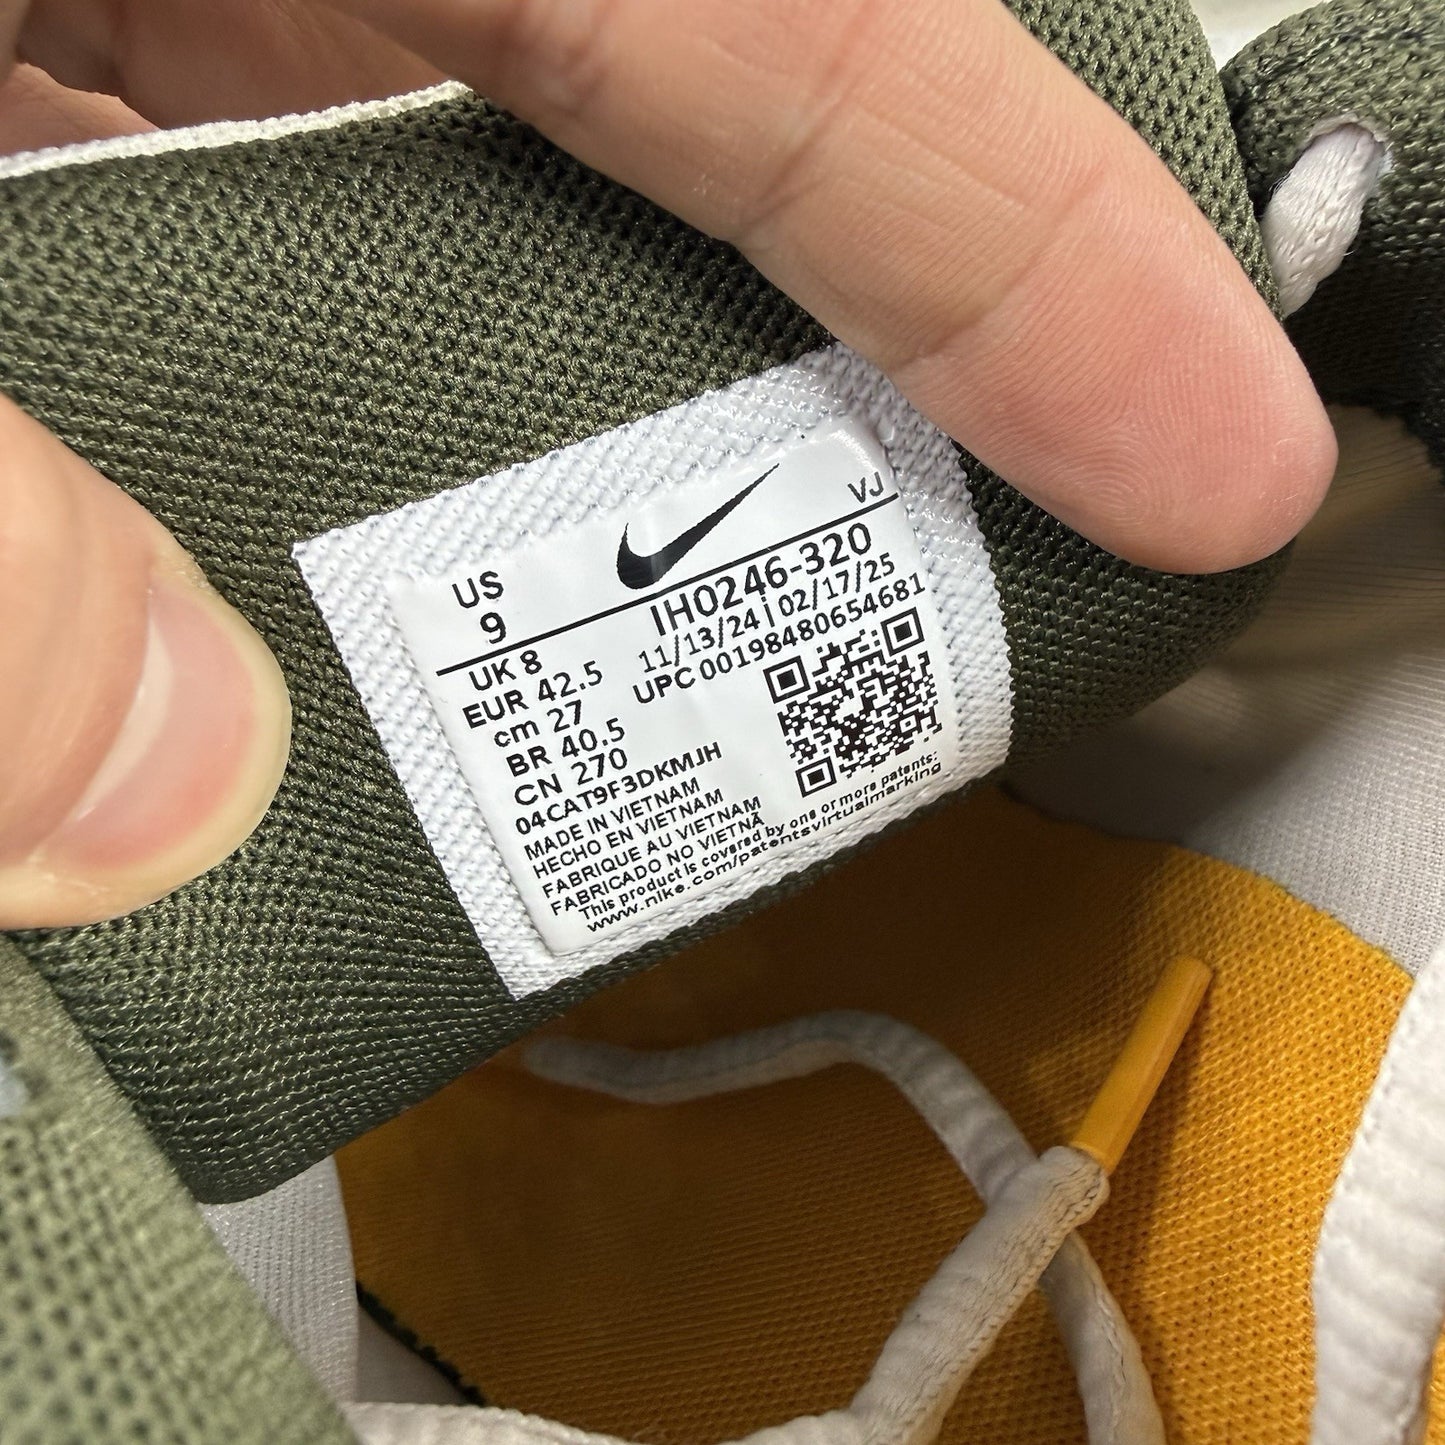 US
9
VJ
IH0246-320
11/13/24 | 02/17/25
UPC 00198480654681
UK 8
EUR 42.5
cm 27
BR 40.5
CN 270
04CAT9F3DKMJH
MADE IN VIETNAM
HECHO EN VIETNAM
FABRIQUE AU VIETNAM
FABRICADO NO VIETNÃ
This product is covered by one or more patents:
www.nike.com/patentsvirtualmarking